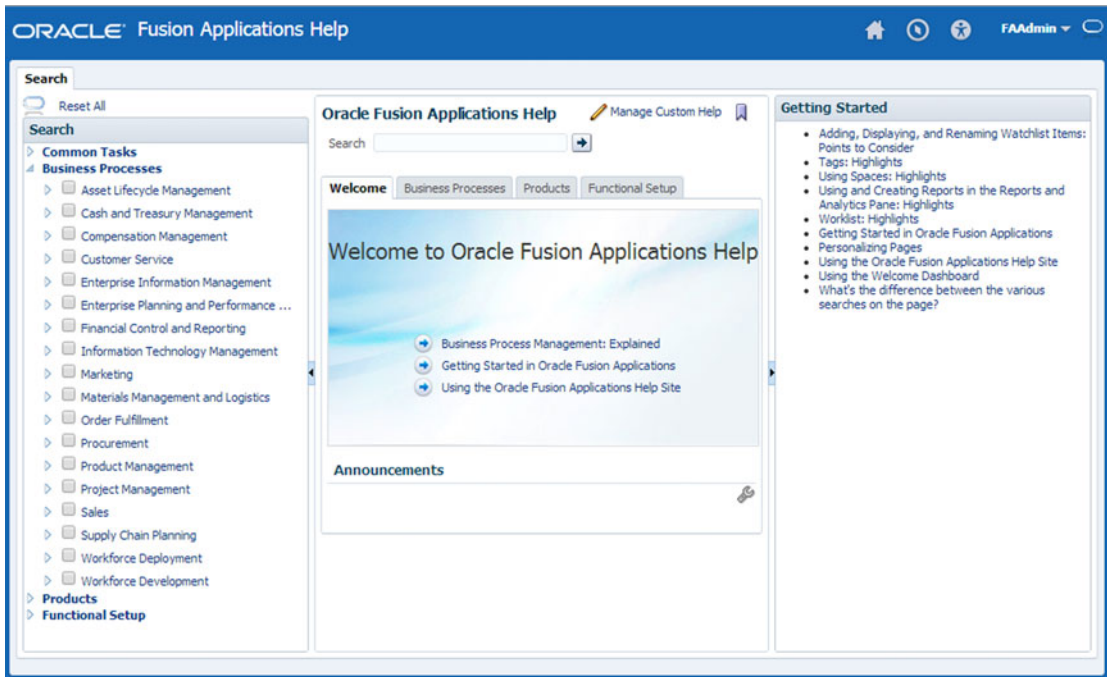 ORACLE Fusion Applications Help
FAAdmin
Search
Reset All
Search
Common Tasks
Business Processes
Asset Lifecycle Management
Cash and Treasury Management
Compensation Management
Customer Service
Enterprise Information Management
Enterprise Planning and Performance ...
Financial Control and Reporting
Information Technology Management
Marketing
Materials Management and Logistics
Order Fulfillment
Procurement
Product Management
Project Management
Sales
Supply Chain Planning
Workforce Deployment
Workforce Development
Products
Functional Setup
Oracle Fusion Applications Help
Manage Custom Help
Search
Welcome Business Processes Products Functional Setup
Welcome to Oracle Fusion Applications Help
Business Process Management: Explained
Getting Started in Oracle Fusion Applications
Using the Oracle Fusion Applications Help Site
Announcements
Getting Started
Adding, Displaying, and Renaming Watchlist Items:
Points to Consider
Tags: Highlights
Using Spaces: Highlights
Using and Creating Reports in the Reports and
Analytics Pane: Highlights
Worklist: Highlights
Getting Started in Oracle Fusion Applications
Personalizing Pages
Using the Oracle Fusion Applications Help Site
Using the Welcome Dashboard
What's the difference between the various
searches on the page?